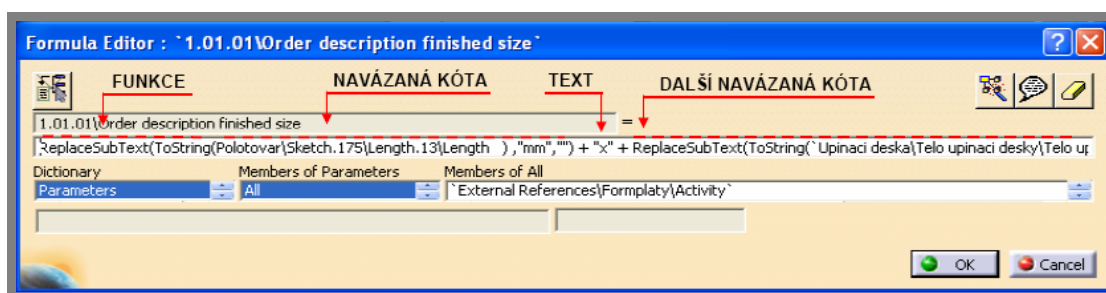 Formula Editor : `1.01.01\Order description finished size`
FUNKCE NAVÁZANÁ KÓTA TEXT DALŠÍ NAVÁZANÁ KÓTA
1.01.01\Order description finished size =
ReplaceSubText(ToString(Polotovar\Sketch.175\Length.13\Length ) ,"mm","") + "x" + ReplaceSubText(ToString(`Upinaci deska\Telo upinaci desky\Telo up
Dictionary Members of Parameters Members of All
Parameters All `External References\Formplaty\Activity`
OK Cancel